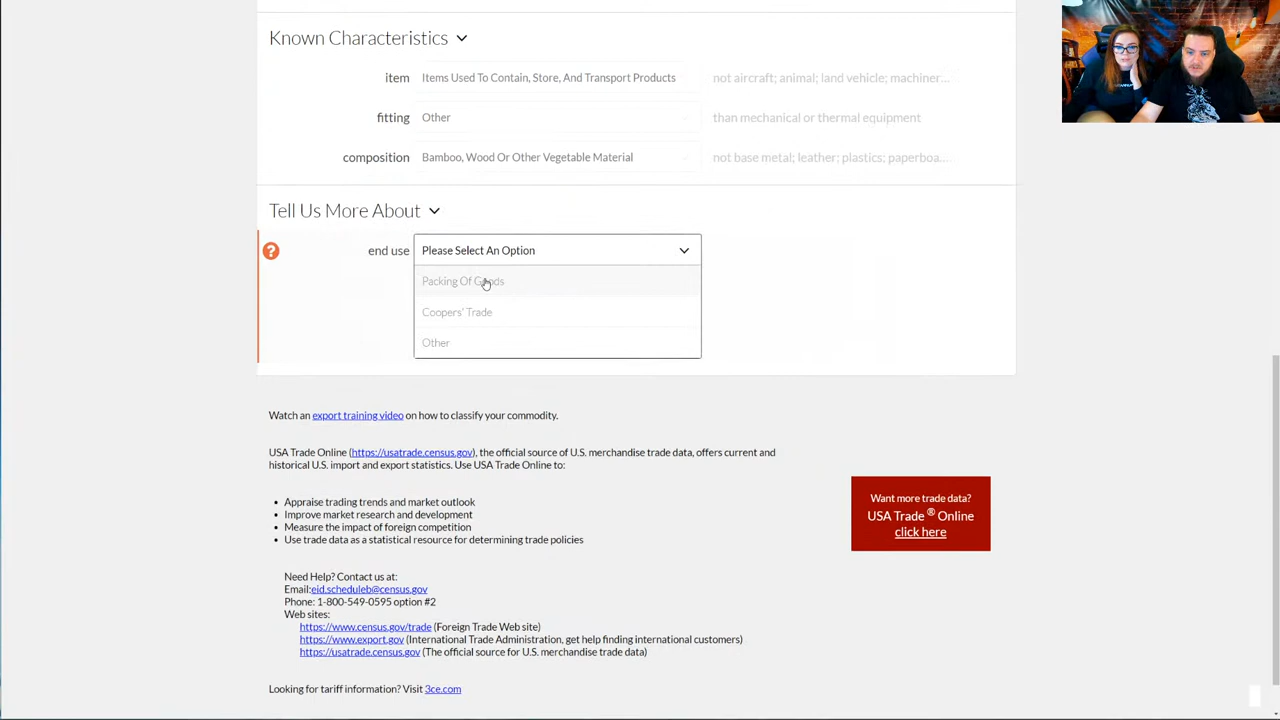 Known Characteristics
item Items Used To Contain, Store, And Transport Products not aircraft; animal; land vehicle; machiner...
fitting Other than mechanical or thermal equipment
composition Bamboo, Wood Or Other Vegetable Material not base metal; leather; plastics; paperboa...
Tell Us More About
? end use Please Select An Option
Packing Of Goods
Coopers' Trade
Other
Watch an export training video on how to classify your commodity.
USA Trade Online (https://usatrade.census.gov), the official source of U.S. merchandise trade data, offers current and
historical U.S. import and export statistics. Use USA Trade Online to:
• Appraise trading trends and market outlook
• Improve market research and development
• Measure the impact of foreign competition
• Use trade data as a statistical resource for determining trade policies
Want more trade data?
USA Trade ® Online
click here
Need Help? Contact us at:
Email:eid.scheduleb@census.gov
Phone: 1-800-549-0595 option #2
Web sites:
https://www.census.gov/trade (Foreign Trade Web site)
https://www.export.gov (International Trade Administration, get help finding international customers)
https://usatrade.census.gov (The official source for U.S. merchandise trade data)
Looking for tariff information? Visit 3ce.com